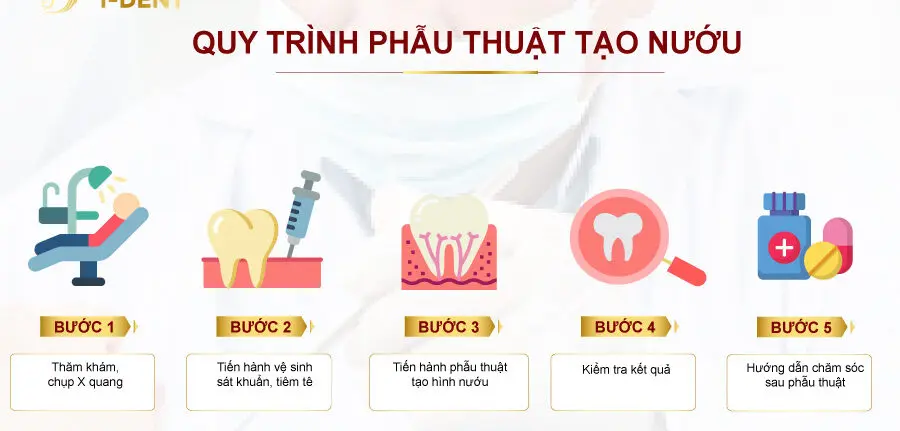 I-DENT
QUY TRÌNH PHẪU THUẬT TẠO NƯỚU
BƯỚC 1
Thăm khám,
chụp X quang
BƯỚC 2
Tiến hành vệ sinh
sát khuẩn, tiêm tê
BƯỚC 3
Tiến hành phẫu thuật
tạo hình nướu
BƯỚC 4
Kiểm tra kết quả
BƯỚC 5
Hướng dẫn chăm sóc
sau phẫu thuật